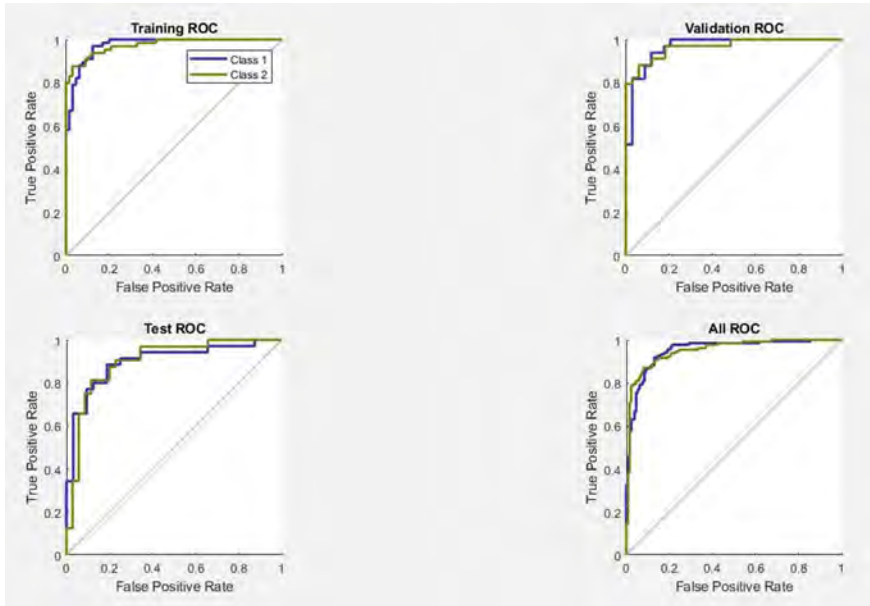 Training ROC
True Positive Rate
1
0.8
0.6
0.4
0.2
0
Class 1
Class 2
0 0.2 0.4 0.6 0.8 1
False Positive Rate
Validation ROC
True Positive Rate
1
0.8
0.6
0.4
0.2
0
0 0.2 0.4 0.6 0.8 1
False Positive Rate
Test ROC
True Positive Rate
1
0.8
0.6
0.4
0.2
0
0 0.2 0.4 0.6 0.8 1
False Positive Rate
All ROC
True Positive Rate
1
0.8
0.6
0.4
0.2
0
0 0.2 0.4 0.6 0.8 1
False Positive Rate